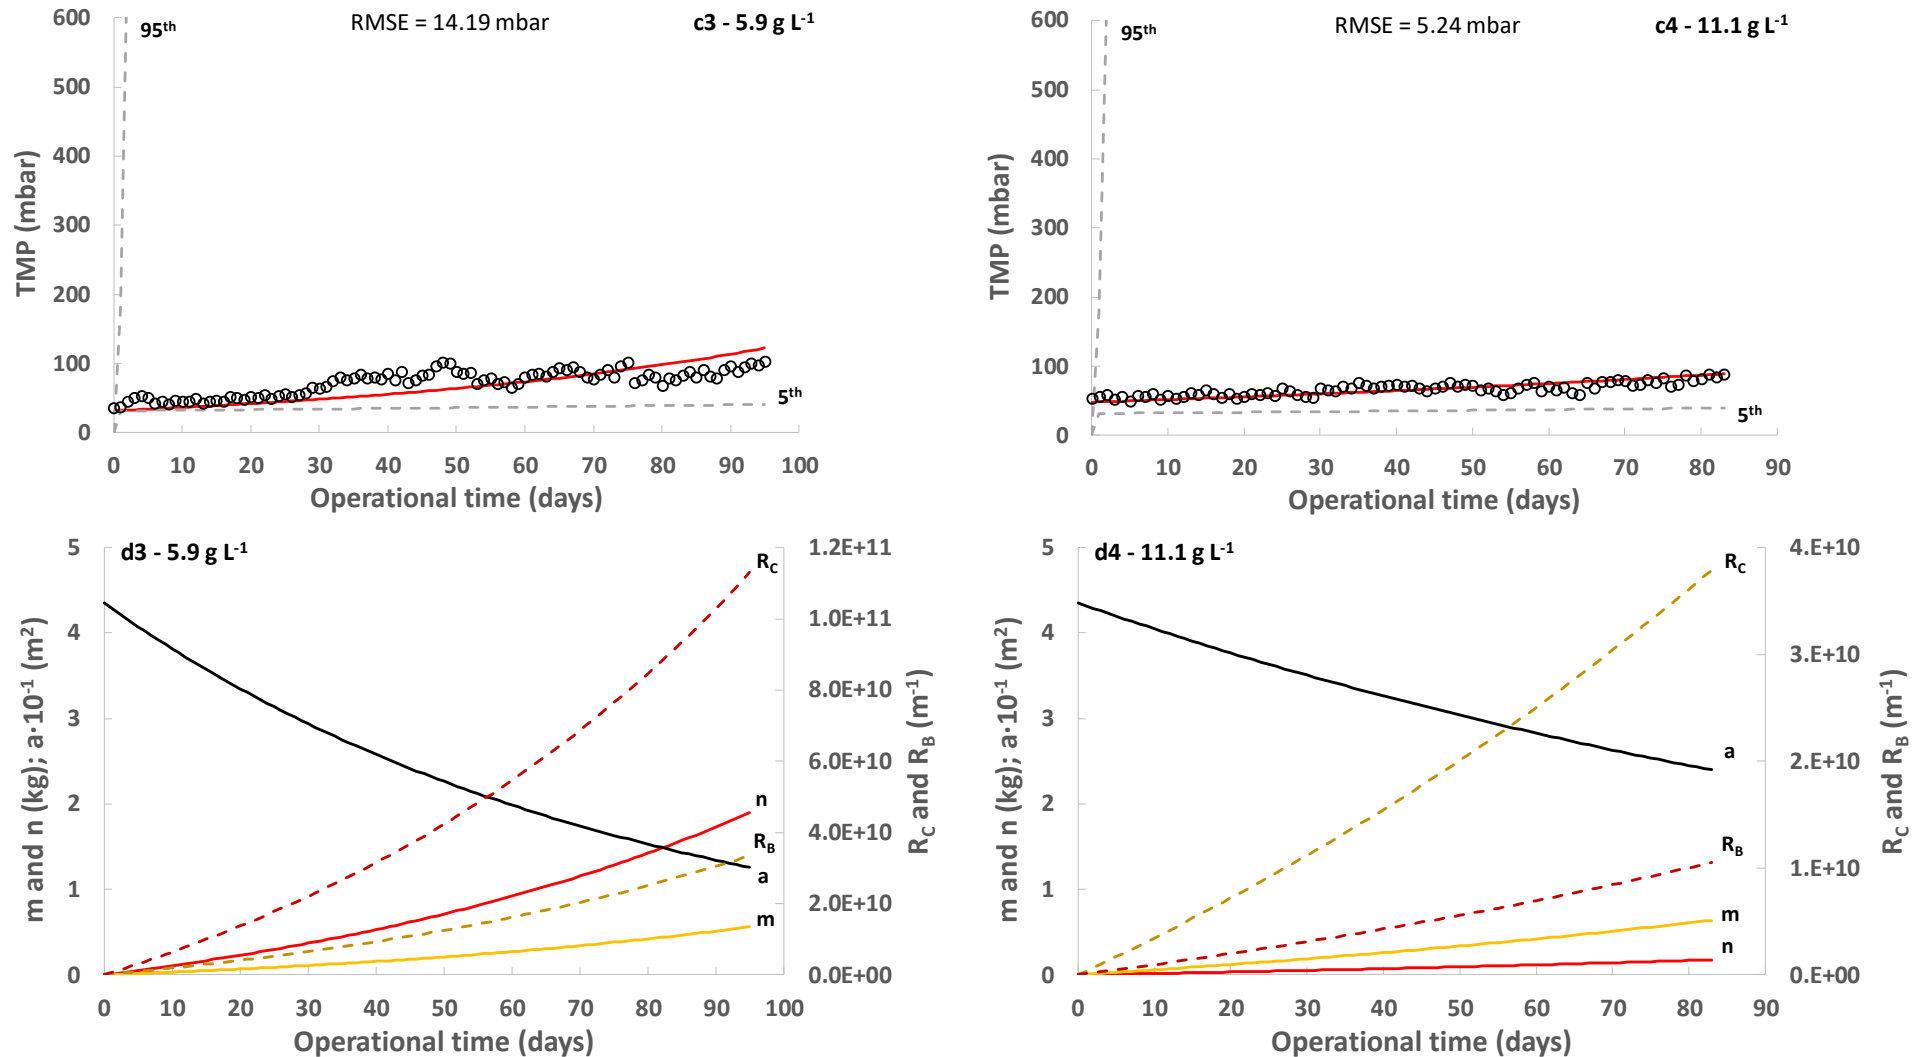 600
500
400
300
200
100
0
TMP (mbar)
95th
RMSE = 14.19 mbar
c3 - 5.9 g L-1
5th
0 10 20 30 40 50 60 70 80 90 100
Operational time (days)
600
500
400
300
200
100
0
TMP (mbar)
95th
RMSE = 5.24 mbar
c4 - 11.1 g L-1
5th
0 10 20 30 40 50 60 70 80 90
Operational time (days)
5
4
3
2
1
0
m and n (kg); a·10-1 (m2)
d3 - 5.9 g L-1
RC
n
RB
a
m
1.2E+11
1.0E+11
8.0E+10
6.0E+10
4.0E+10
2.0E+10
0.0E+00
RC and RB (m-1)
0 10 20 30 40 50 60 70 80 90 100
Operational time (days)
5
4
3
2
1
0
m and n (kg); a·10-1 (m2)
d4 - 11.1 g L-1
RC
a
RB
m
n
4.0E+10
3.0E+10
2.0E+10
1.0E+10
0.0E+00
RC and RB (m-1)
0 10 20 30 40 50 60 70 80 90
Operational time (days)